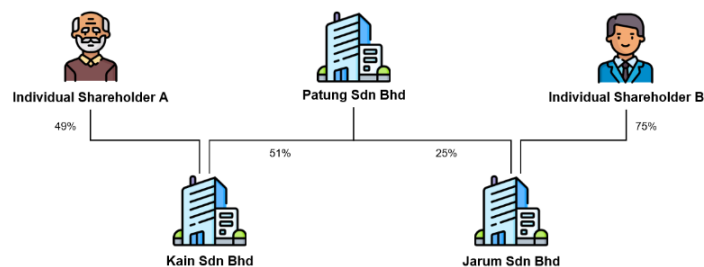 Individual Shareholder A
Patung Sdn Bhd
Individual Shareholder B
49%
51%
25%
75%
Kain Sdn Bhd
Jarum Sdn Bhd